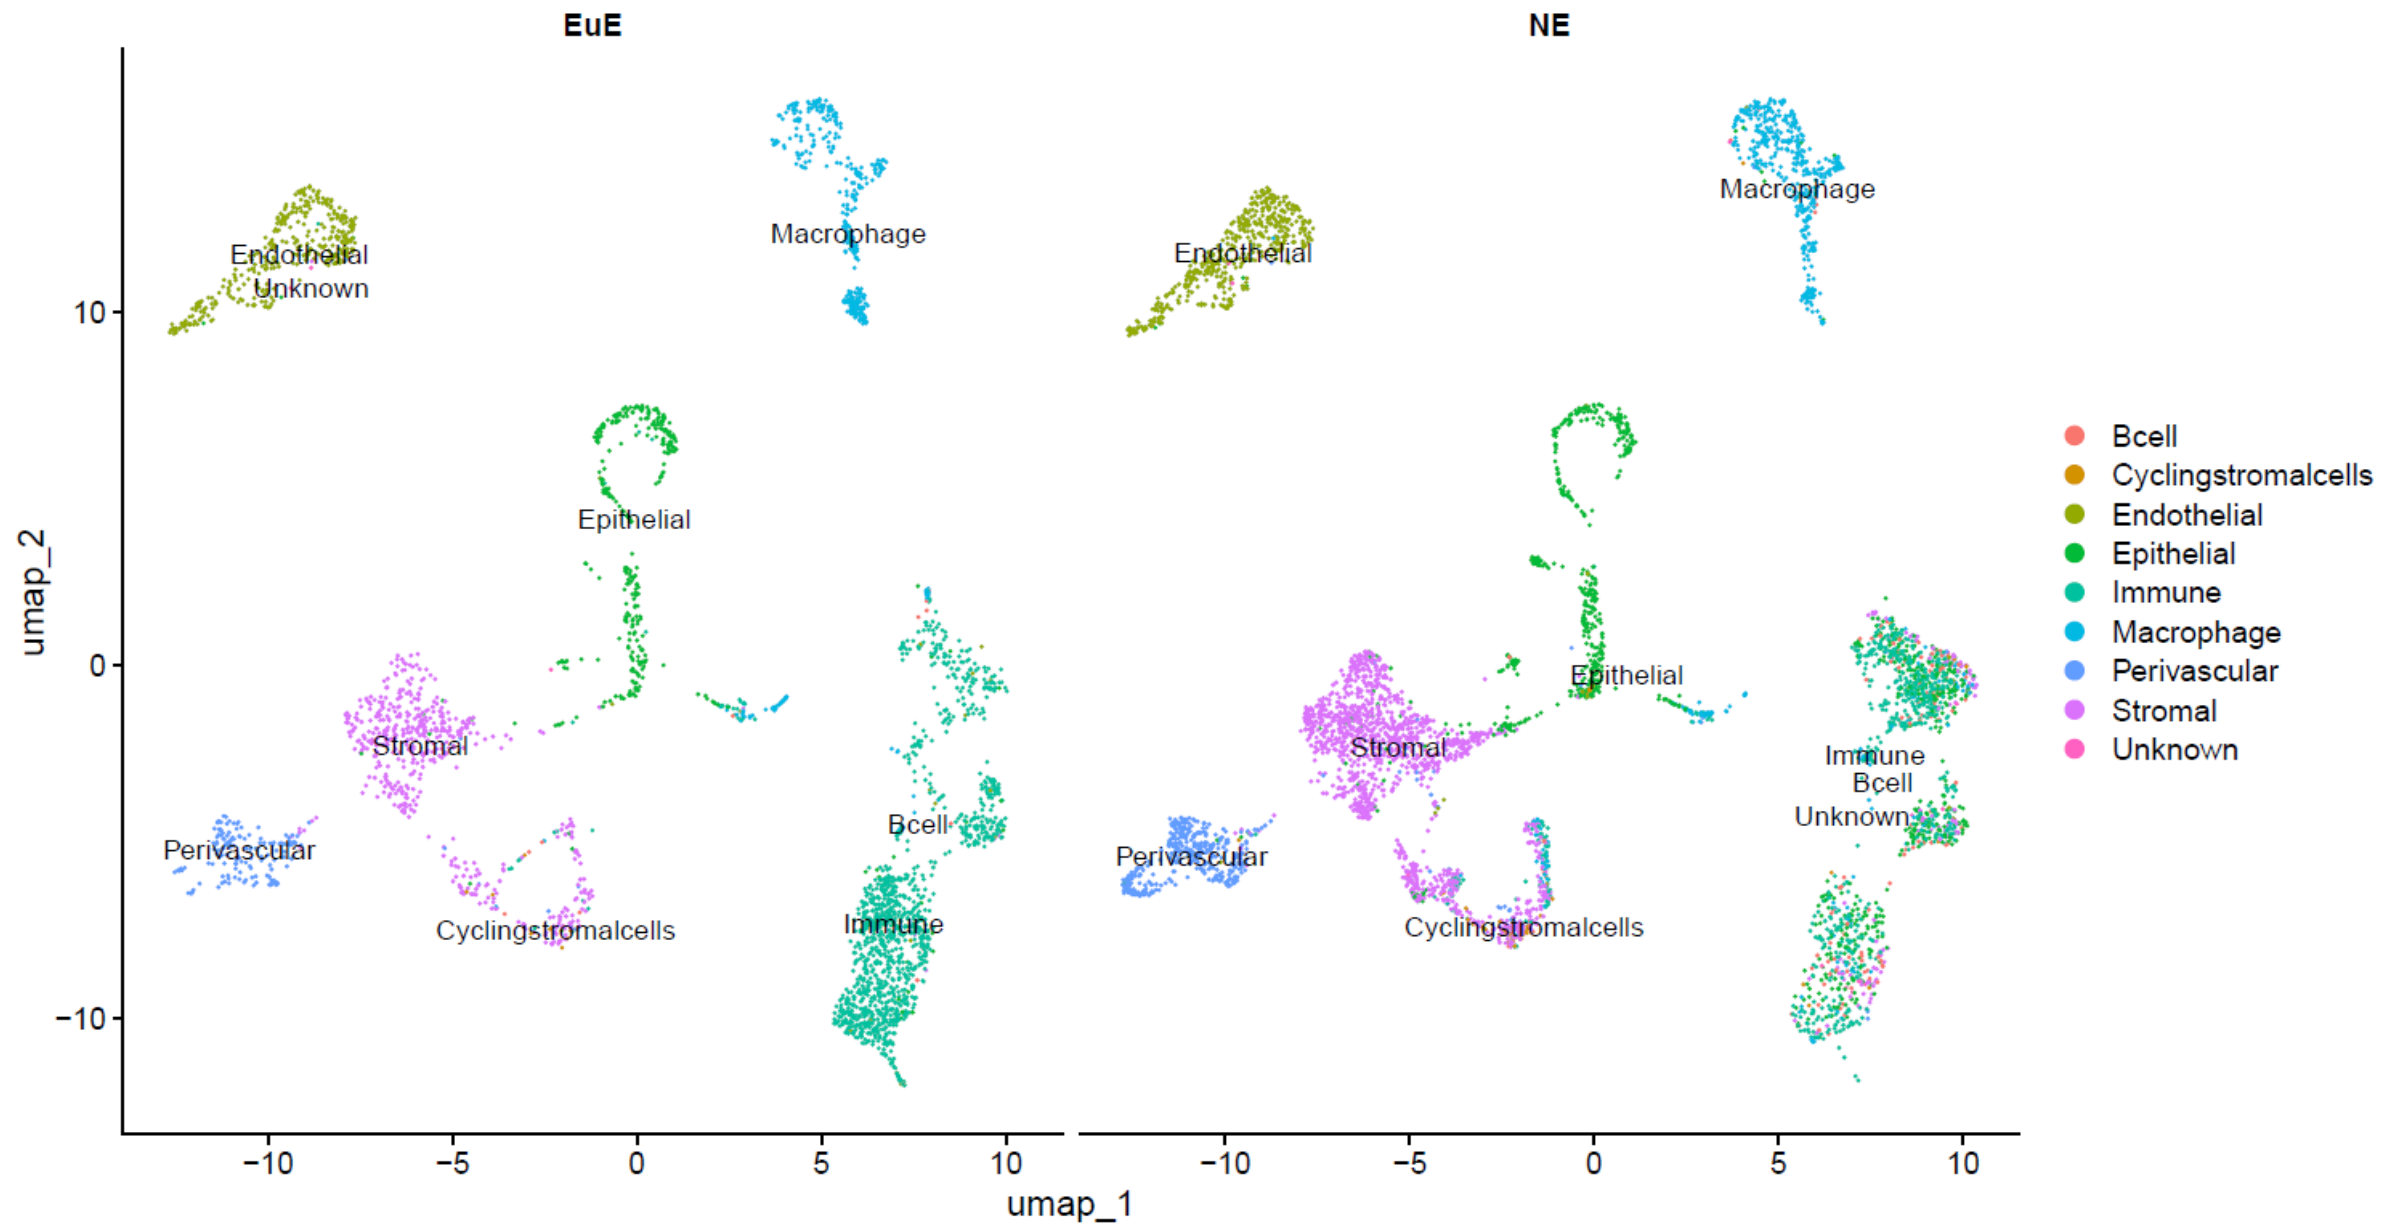 EuE
NE
Macrophage
Endothelial
Unknown
Epithelial
Stromal
Perivascular
Bcell
Immune
Cyclingstromalcells
Macrophage
Endothelial
Epithelial
Stromal
Immune
Bcell
Unknown
Perivascular
Cyclingstromalcells
10
0
−10
umap_2
−10
−5
0
5
10
−10
−5
0
5
10
umap_1
Bcell
Cyclingstromalcells
Endothelial
Epithelial
Immune
Macrophage
Perivascular
Stromal
Unknown